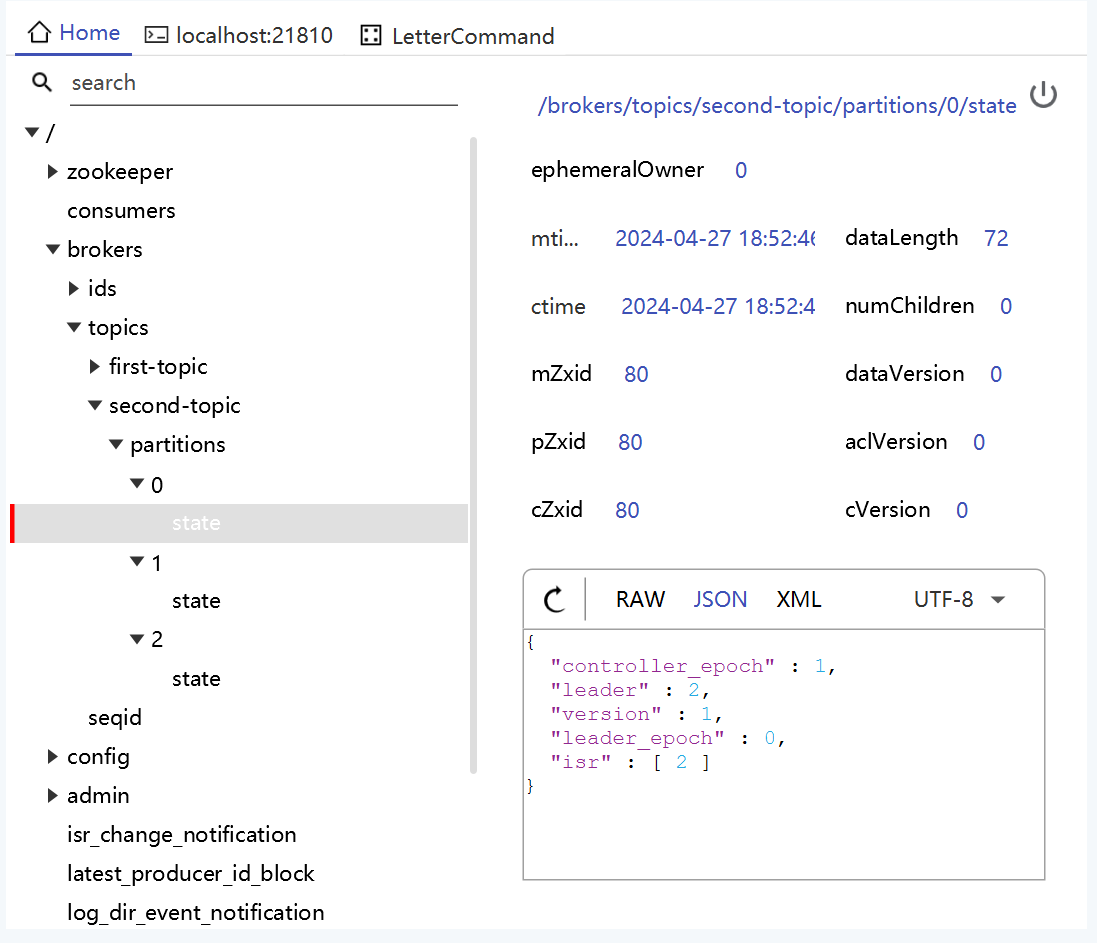 Home localhost:21810 LetterCommand
search
/
zookeeper
consumers
brokers
ids
topics
first-topic
second-topic
partitions
0
state
1
state
2
state
seqid
config
admin
isr_change_notification
latest_producer_id_block
log_dir_event_notification
/brokers/topics/second-topic/partitions/0/state
ephemeralOwner 0
mti... 2024-04-27 18:52:46 dataLength 72
ctime 2024-04-27 18:52:4 numChildren 0
mZxid 80 dataVersion 0
pZxid 80 aclVersion 0
cZxid 80 cVersion 0
RAW JSON XML UTF-8
{
"controller_epoch" : 1,
"leader" : 2,
"version" : 1,
"leader_epoch" : 0,
"isr" : [ 2 ]
}